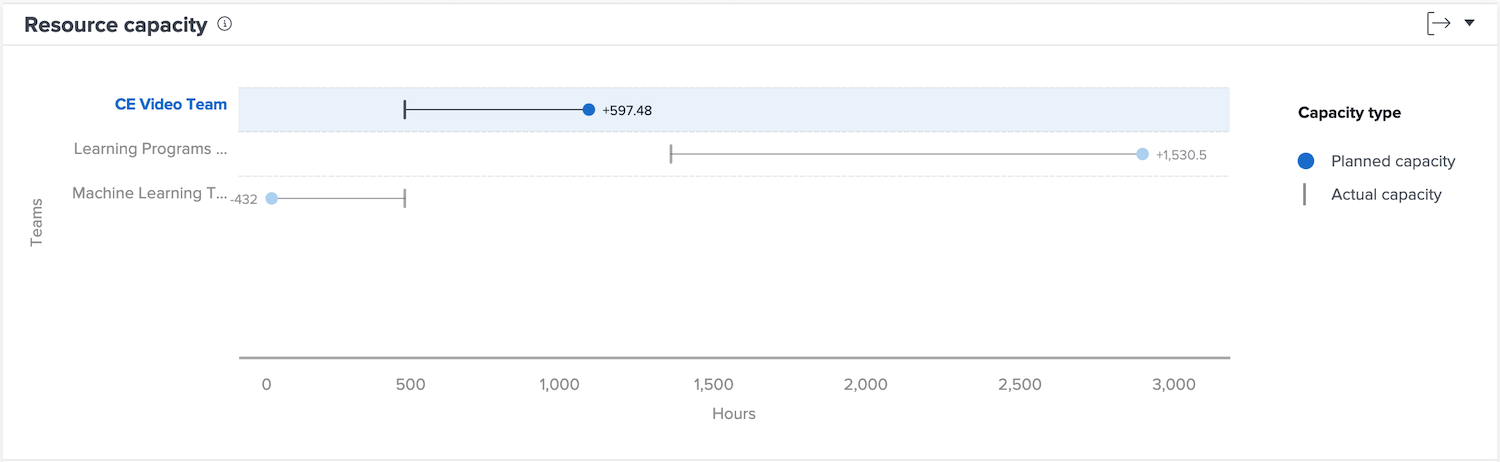 Resource capacity
CE Video Team
+597.48
Learning Programs ...
+1,530.5
Machine Learning T...
-432
Teams
0 500 1,000 1,500 2,000 2,500 3,000
Hours
Capacity type
Planned capacity
Actual capacity